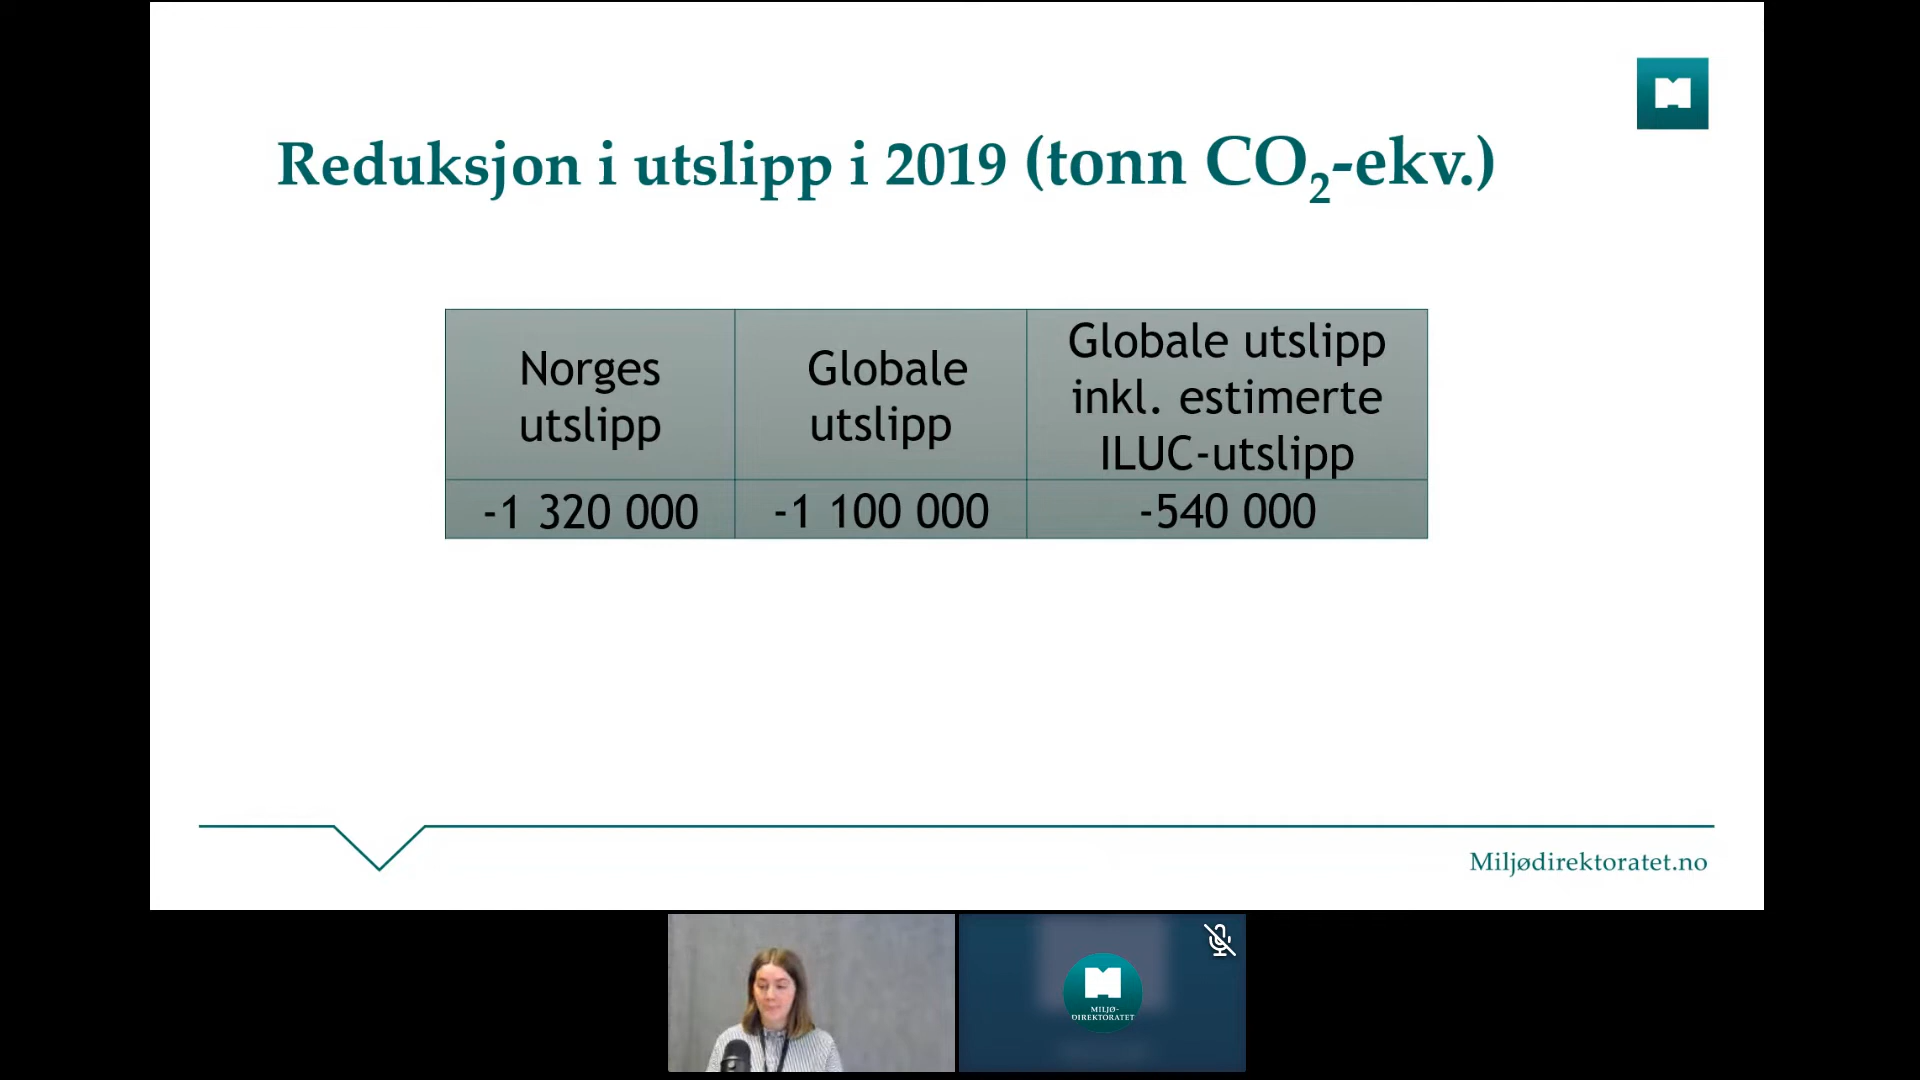 Reduksjon i utslipp i 2019 (tonn CO₂-ekv.)
Norges
utslipp
Globale
utslipp
Globale utslipp
inkl. estimerte
ILUC-utslipp
-1 320 000
-1 100 000
-540 000
Miljødirektoratet.no
MILJØ-
DIREKTORATET